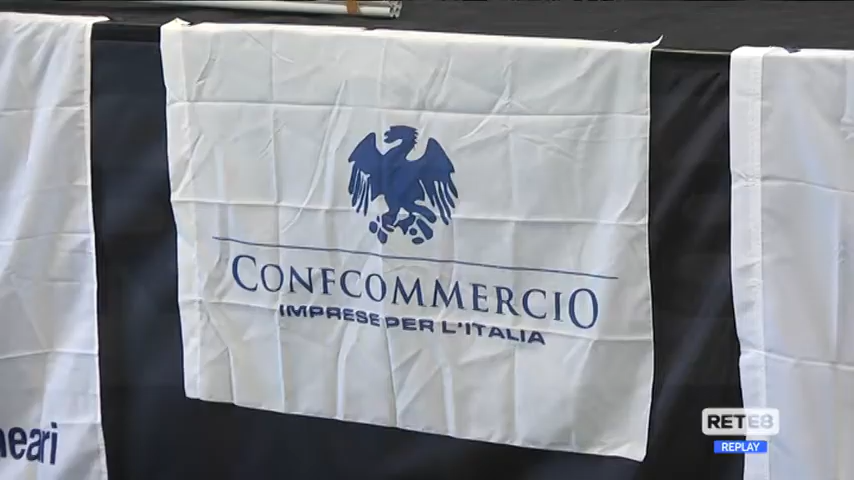 CONFCOMMERCIO
IMPRESE PER L'ITALIA
neari
RETE8
REPLAY